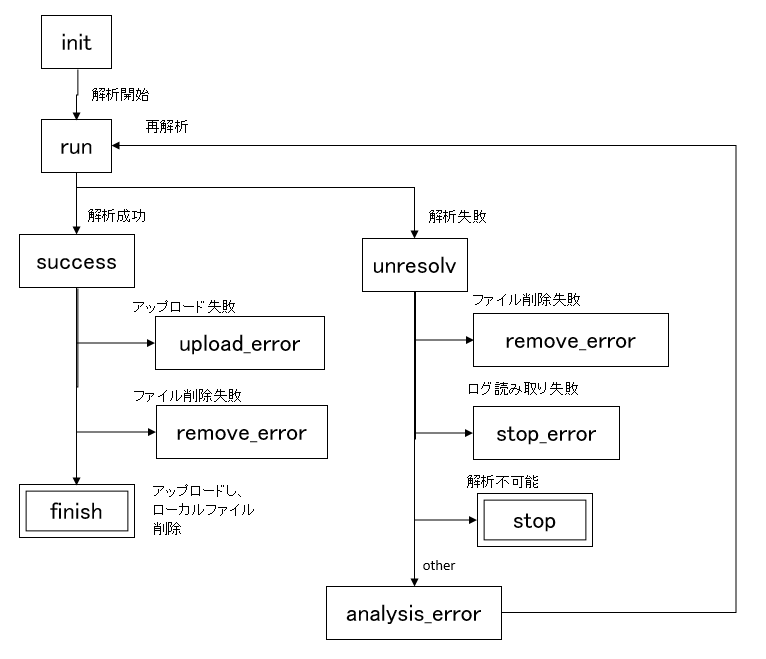 init
解析開始
再解析
run
解析成功
解析失敗
success
unresolv
アップロード失敗
upload_error
ファイル削除失敗
remove_error
ファイル削除失敗
remove_error
ログ読み取り失敗
stop_error
finish
アップロードし、
ローカルファイル
削除
解析不可能
stop
other
analysis_error